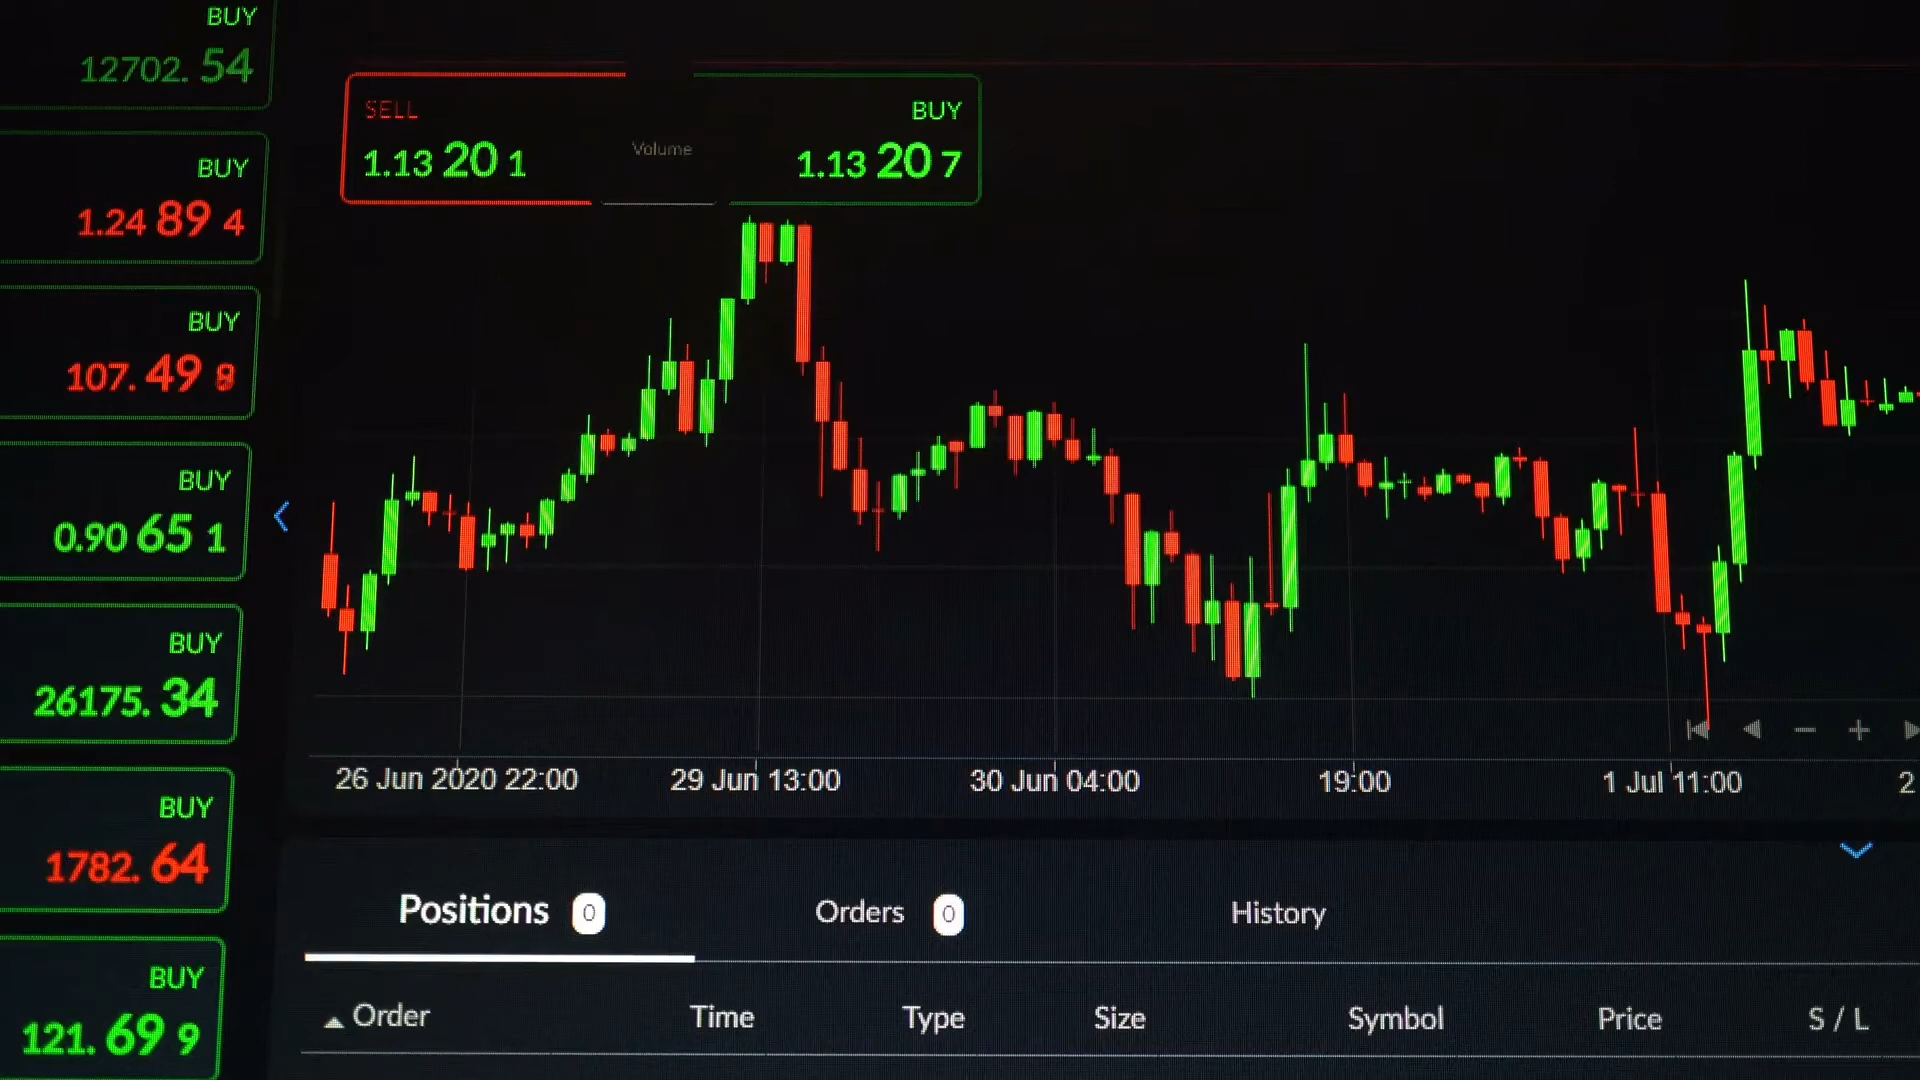 BUY
12702. 54
BUY
1.24 89 4
BUY
107. 49
BUY
0.90 65 1
BUY
26175. 34
BUY
1782. 64
BUY
121. 69 9
SELL
1.13 20 1
Volume
BUY
1.13 20 7
26 Jun 2020 22:00 29 Jun 13:00 30 Jun 04:00 19:00 1 Jul 11:00 2
Positions 0 Orders 0 History
Order Time Type Size Symbol Price S / L